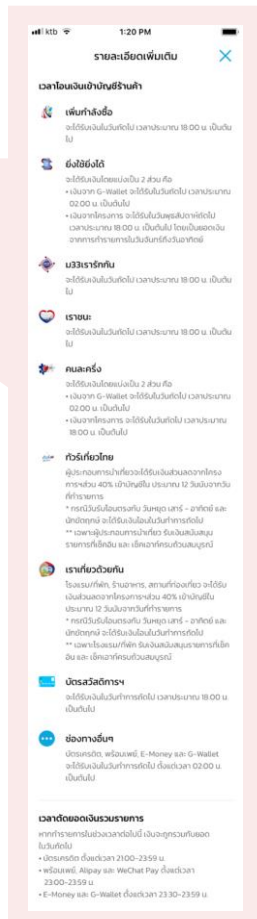 ktb
1:20 PM
รายละเอียดเพิ่มเติม
เวลาโอนเงินเข้าบัญชีร้านค้า
เพิ่มกำลังซื้อ
จะได้รับเงินในวันถัดไป เวลาประมาณ 18.00 น. เป็นต้น
ไป
ยิ่งใช้ยิ่งได้
จะได้รับเงินโดยแบ่งเป็น 2 ส่วน คือ
• เงินจาก G-Wallet จะได้รับในวันถัดไป เวลาประมาณ
02.00 น. เป็นต้นไป
• เงินจากโครงการ จะได้รับในวันพุธสัปดาห์ถัดไป
เวลาประมาณ 18.00 น. เป็นต้นไป โดยเป็นยอดเงิน
จากการทำรายการในวันจันทร์ถึงวันอาทิตย์
ม33เรารักกัน
จะได้รับเงินในวันถัดไป เวลาประมาณ 18.00 น. เป็นต้น
ไป
เราชนะ
จะได้รับเงินในวันถัดไป เวลาประมาณ 18.00 น. เป็นต้น
ไป
คนละครึ่ง
จะได้รับเงินโดยแบ่งเป็น 2 ส่วน คือ
• เงินจาก G-Wallet จะได้รับในวันถัดไป เวลาประมาณ
02.00 น. เป็นต้นไป
• เงินจากโครงการ จะได้รับในวันถัดไป เวลาประมาณ
18.00 น. เป็นต้นไป
ทัวร์เที่ยวไทย
ผู้ประกอบการนำเที่ยวจะได้รับเงินส่วนลดจากโครง
การฯส่วน 40% เข้าบัญชีใน ประมาณ 12 วันนับจากวัน
ที่ทำรายการ
* กรณีวันรับโอนตรงกับ วันหยุด เสาร์ - อาทิตย์ และ
นักขัตฤกษ์ จะได้รับเงินโอนในวันทำการถัดไป
** เฉพาะผู้ประกอบการนำเที่ยว รับเงินสนับสนุน
รายการที่เช็คอิน และ เช็คเอาท์ครบถ้วนสมบูรณ์
เราเที่ยวด้วยกัน
โรงแรม/ที่พัก, ร้านอาหาร, สถานที่ท่องเที่ยว จะได้รับ
เงินส่วนลดจากโครงการฯส่วน 40% เข้าบัญชีใน
ประมาณ 12 วันนับจากวันที่ทำรายการ
* กรณีวันรับโอนตรงกับ วันหยุด เสาร์ - อาทิตย์ และ
นักขัตฤกษ์ จะได้รับเงินโอนในวันทำการถัดไป
** เฉพาะโรงแรม/ที่พัก รับเงินสนับสนุนรายการที่เช็ค
อิน และ เช็คเอาท์ครบถ้วนสมบูรณ์
บัตรสวัสดิการฯ
จะได้รับเงินในวันทำการถัดไป เวลาประมาณ 18.00 น.
เป็นต้นไป
ช่องทางอื่นๆ
บัตรเครดิต, พร้อมเพย์, E-Money และ G-Wallet
จะได้รับเงินในวันทำการถัดไป ตั้งแต่เวลา 02.00 น.
เป็นต้นไป
เวลาตัดยอดเงินรวมรายการ
หากทำรายการในช่วงเวลาต่อไปนี้ เงินจะถูกรวมกับยอด
ในวันถัดไป
• บัตรเครดิต ตั้งแต่เวลา 21:00-23:59 น.
• พร้อมเพย์, Alipay และ WeChat Pay ตั้งแต่เวลา
23:00-23:59 น.
• E-Money และ G-Wallet ตั้งแต่เวลา 23:30-23:59 น.